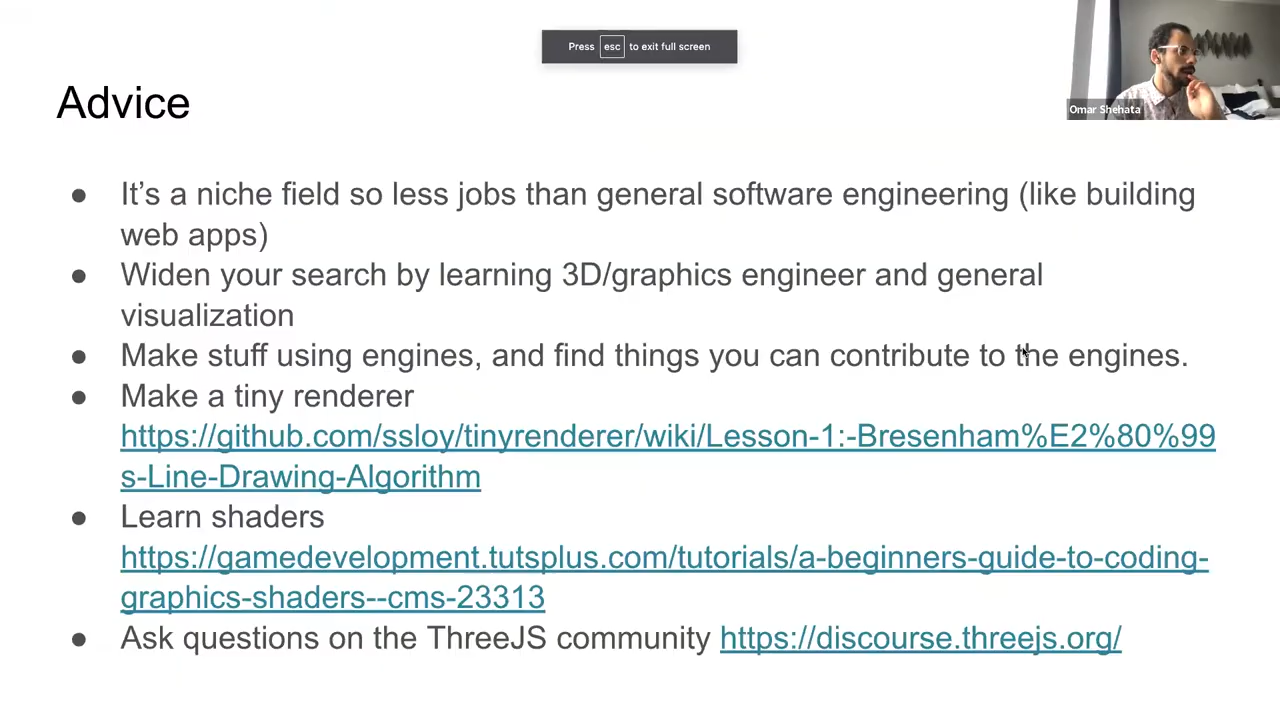 Press esc to exit full screen
Omar Shehata
Advice
● It’s a niche field so less jobs than general software engineering (like building
web apps)
● Widen your search by learning 3D/graphics engineer and general
visualization
● Make stuff using engines, and find things you can contribute to the engines.
● Make a tiny renderer
https://github.com/ssloy/tinyrenderer/wiki/Lesson-1:-Bresenham%E2%80%99
s-Line-Drawing-Algorithm
● Learn shaders
https://gamedevelopment.tutsplus.com/tutorials/a-beginners-guide-to-coding-
graphics-shaders--cms-23313
● Ask questions on the ThreeJS community https://discourse.threejs.org/